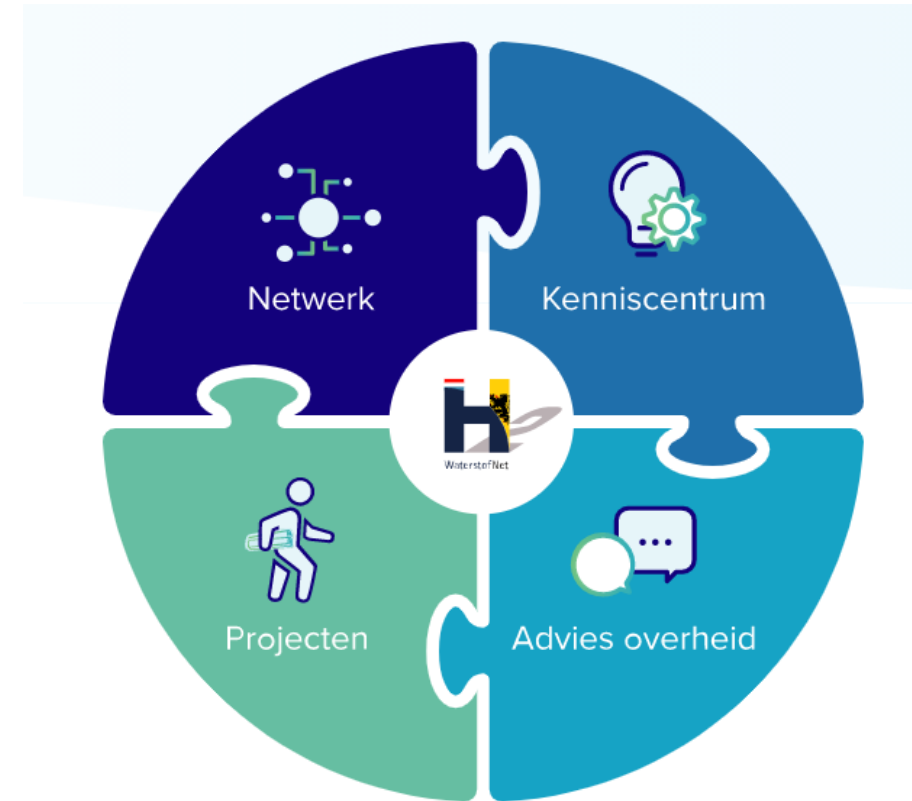 Netwerk
Kenniscentrum
WaterstofNet
Projecten
Advies overheid